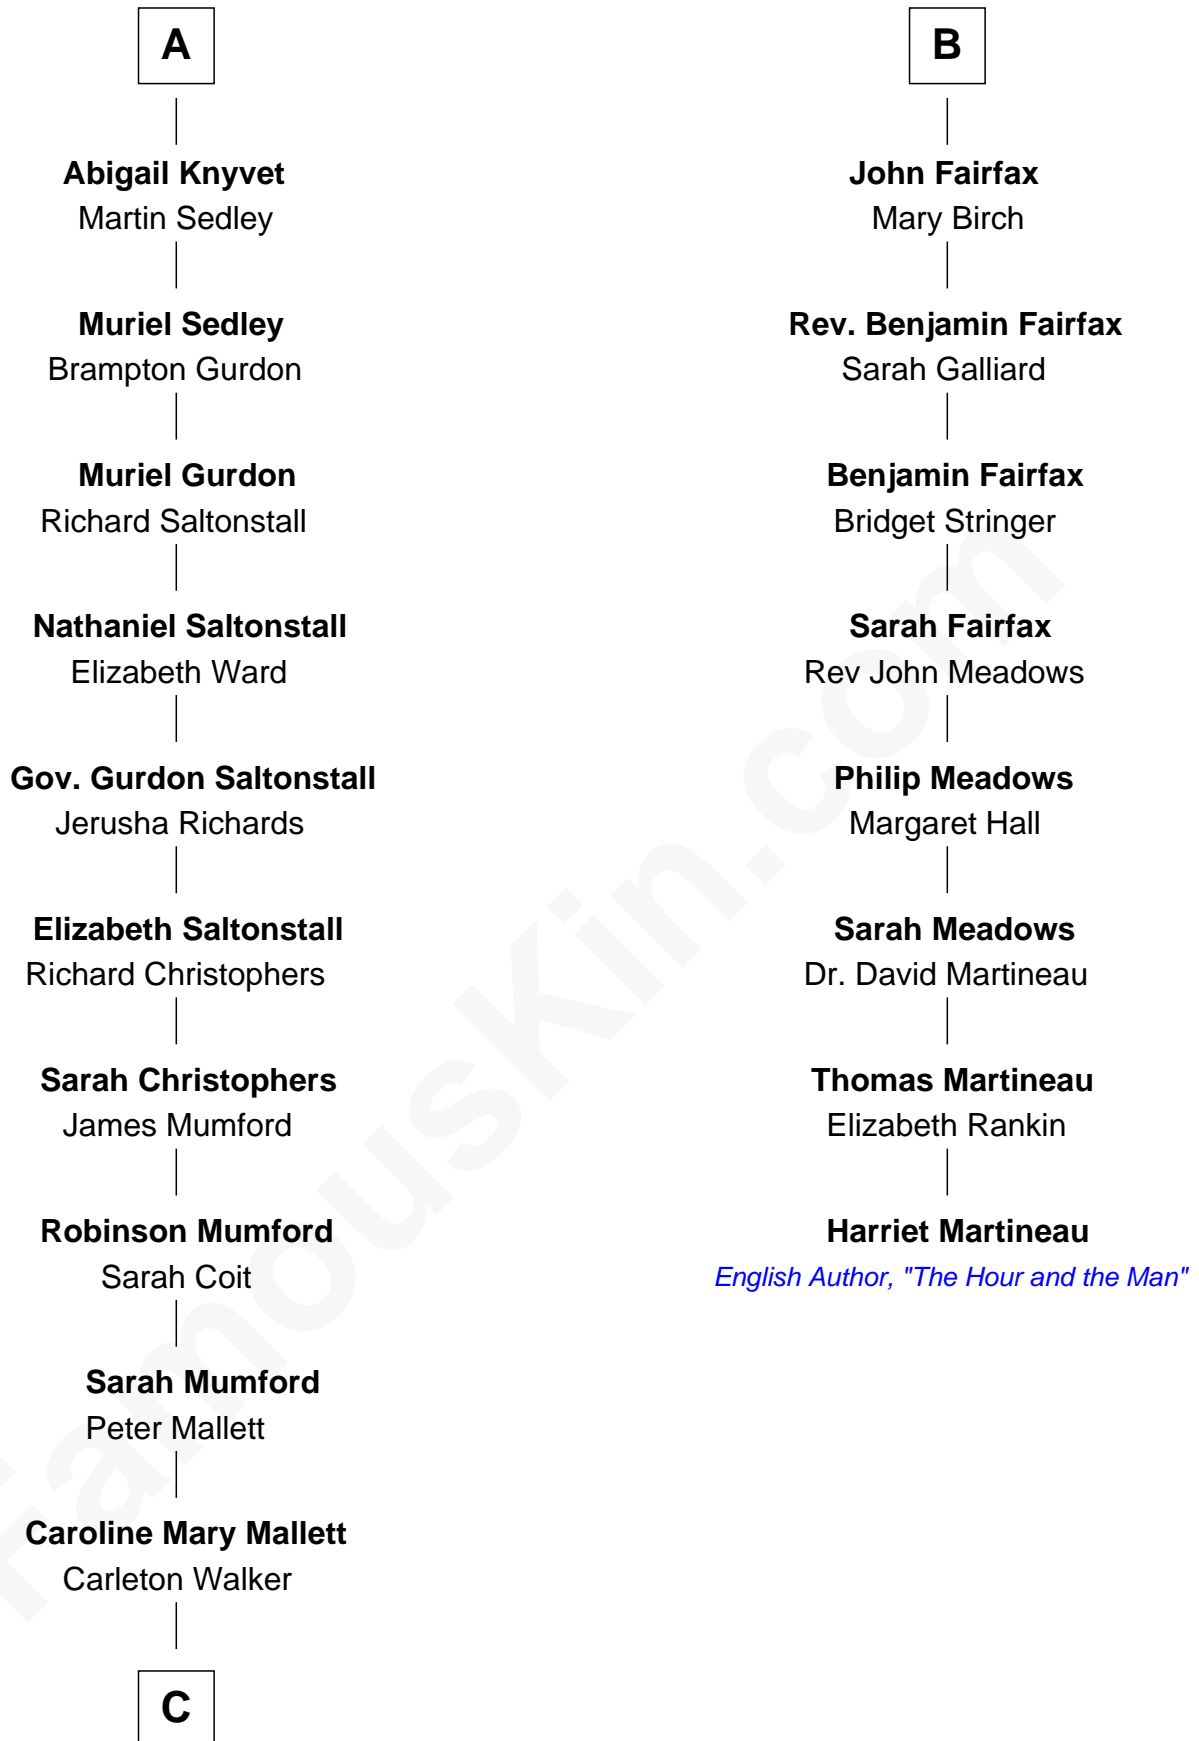 A
Abigail Knyvet
Martin Sedley
Muriel Sedley
Brampton Gurdon
Muriel Gurdon
Richard Saltonstall
Nathaniel Saltonstall
Elizabeth Ward
Gov. Gurdon Saltonstall
Jerusha Richards
Elizabeth Saltonstall
Richard Christophers
Sarah Christophers
James Mumford
Robinson Mumford
Sarah Coit
Sarah Mumford
Peter Mallett
Caroline Mary Mallett
Carleton Walker
C
B
John Fairfax
Mary Birch
Rev. Benjamin Fairfax
Sarah Galliard
Benjamin Fairfax
Bridget Stringer
Sarah Fairfax
Rev John Meadows
Philip Meadows
Margaret Hall
Sarah Meadows
Dr. David Martineau
Thomas Martineau
Elizabeth Rankin
Harriet Martineau
English Author, "The Hour and the Man"
FamousKin.com